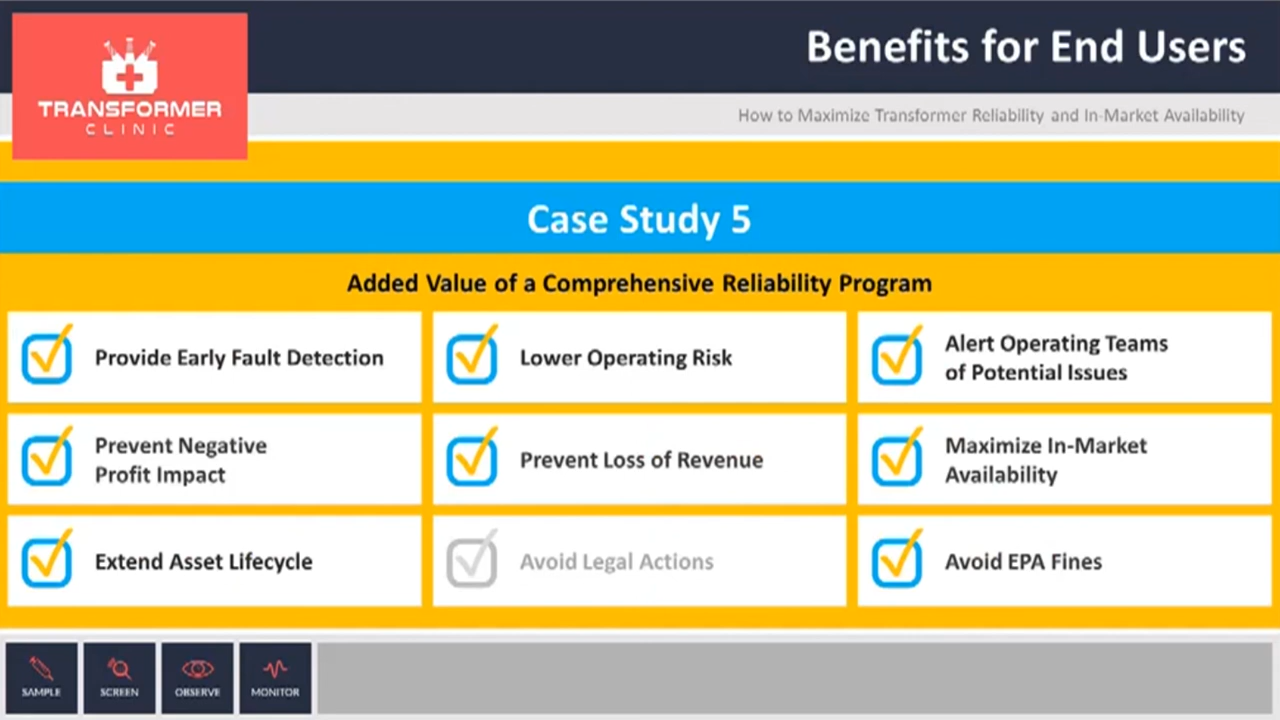 TRANSFORMER
CLINIC
Benefits for End Users
How to Maximize Transformer Reliability and In-Market Availability
Case Study 5
Added Value of a Comprehensive Reliability Program
Provide Early Fault Detection
Lower Operating Risk
Alert Operating Teams
of Potential Issues
Prevent Negative
Profit Impact
Prevent Loss of Revenue
Maximize In-Market
Availability
Extend Asset Lifecycle
Avoid Legal Actions
Avoid EPA Fines
SAMPLE
SCREEN
OBSERVE
MONITOR